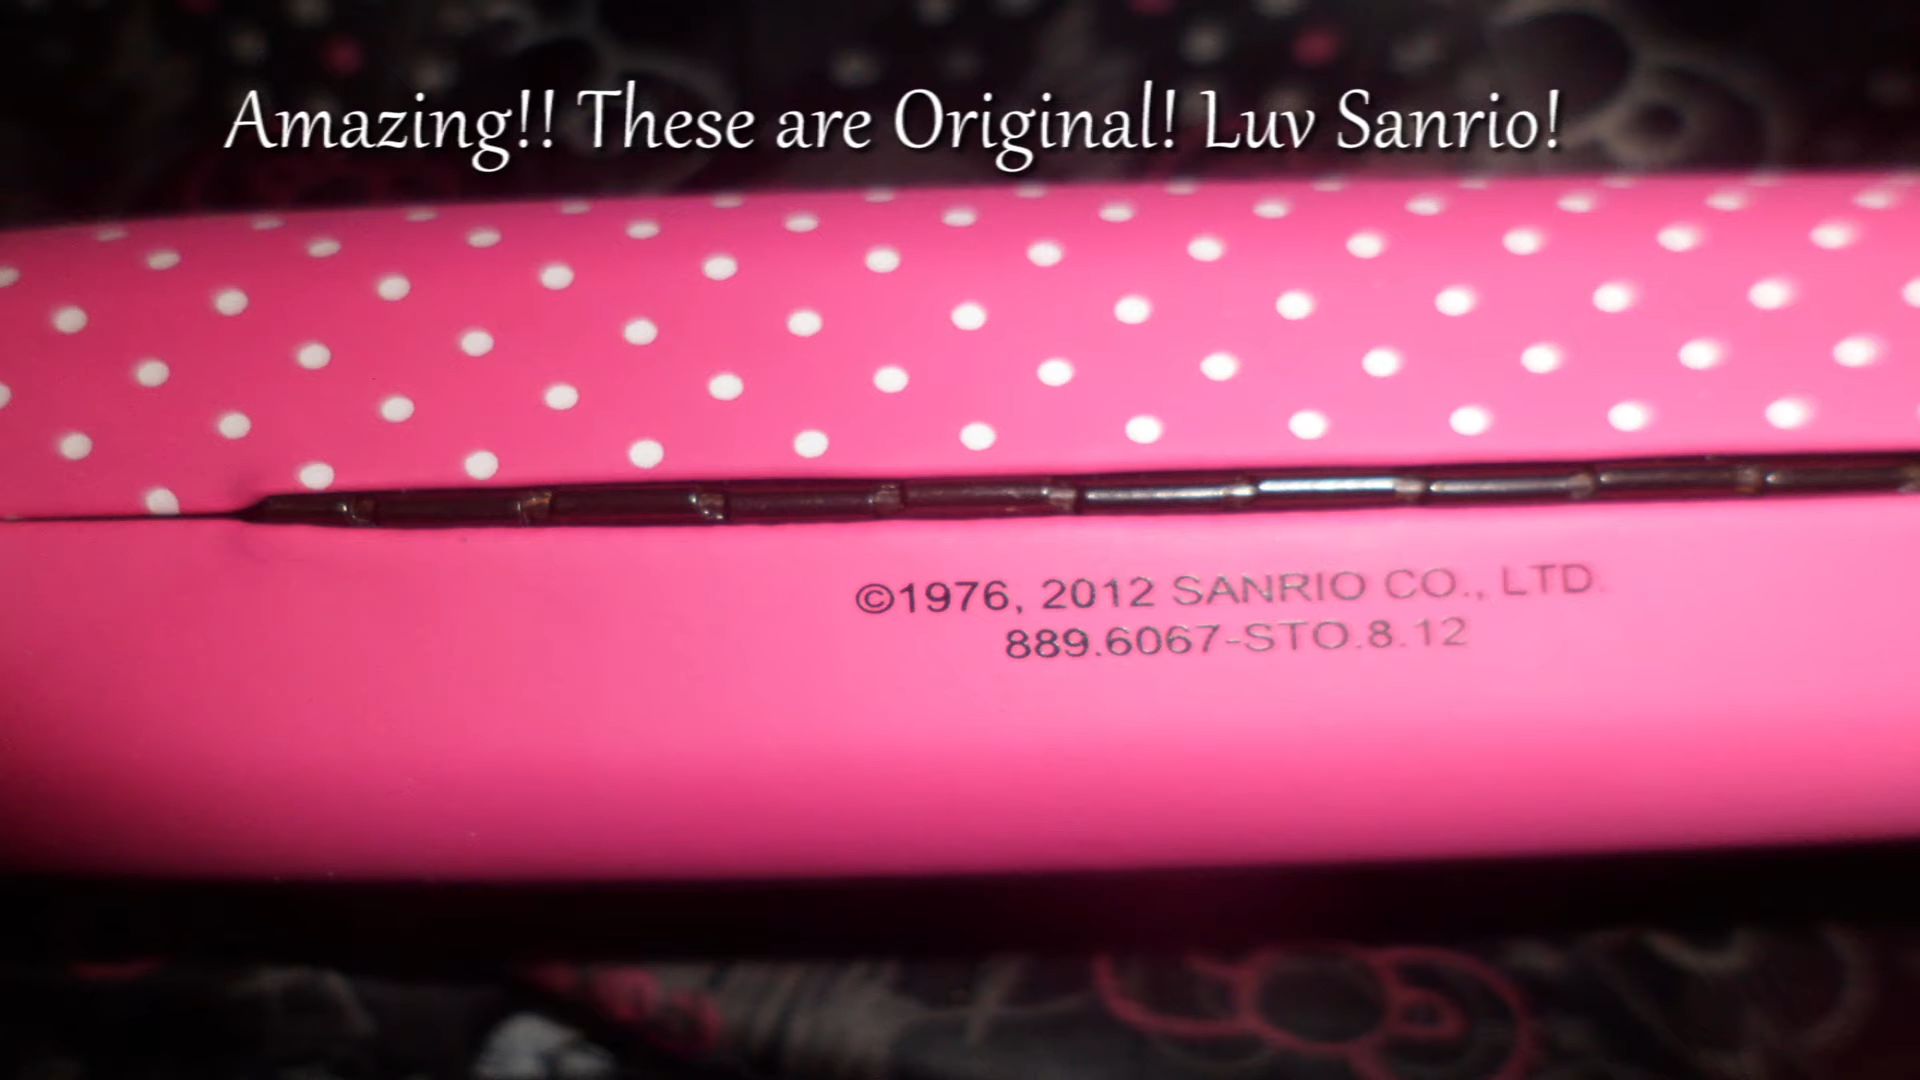 Amazing!! These are Original! Luv Sanrio!
©1976, 2012 SANRIO CO., LTD.
889.6067-STO.8.12